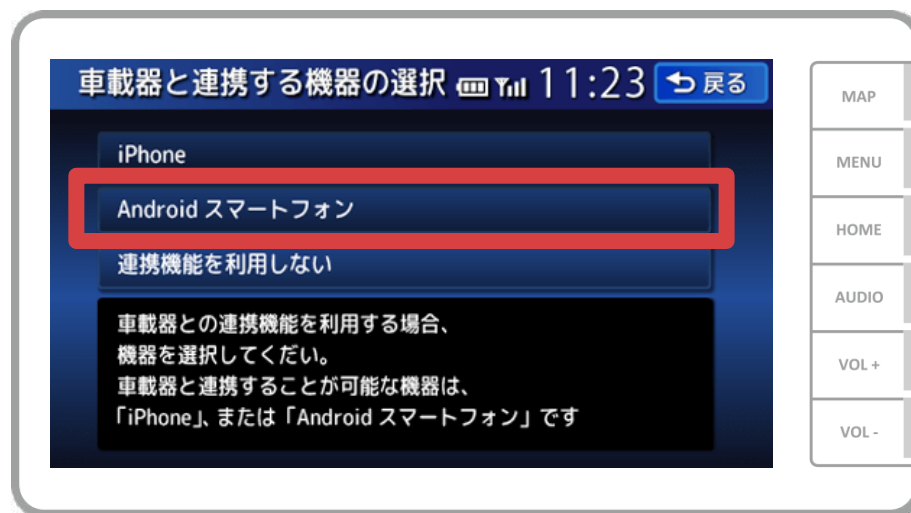 車載器と連携する機器の選択 11:23 戻る
iPhone
Android スマートフォン
連携機能を利用しない
車載器との連携機能を利用する場合、
機器を選択してくだい。
車載器と連携することが可能な機器は、
「iPhone」、または「Android スマートフォン」です
MAP
MENU
HOME
AUDIO
VOL +
VOL -